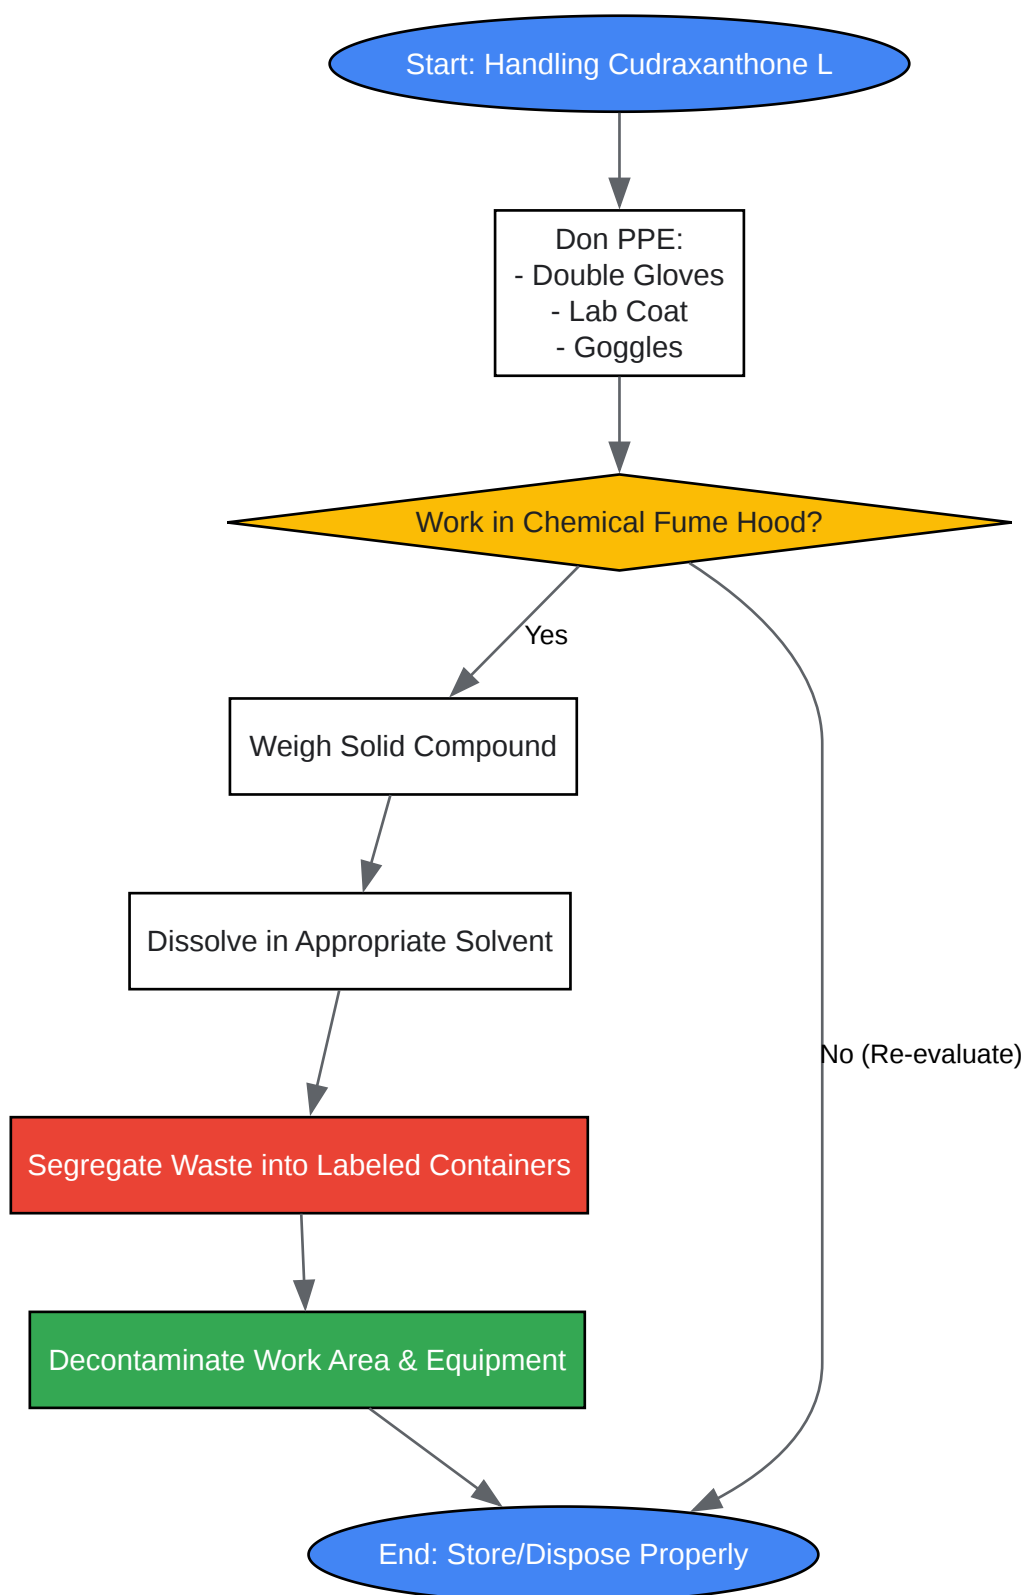 Start: Handling Cudraxanthone L
Don PPE:
- Double Gloves
- Lab Coat
- Goggles
Work in Chemical Fume Hood?
Yes
Weigh Solid Compound
Dissolve in Appropriate Solvent
No (Re-evaluate)
Segregate Waste into Labeled Containers
Decontaminate Work Area & Equipment
End: Store/Dispose Properly